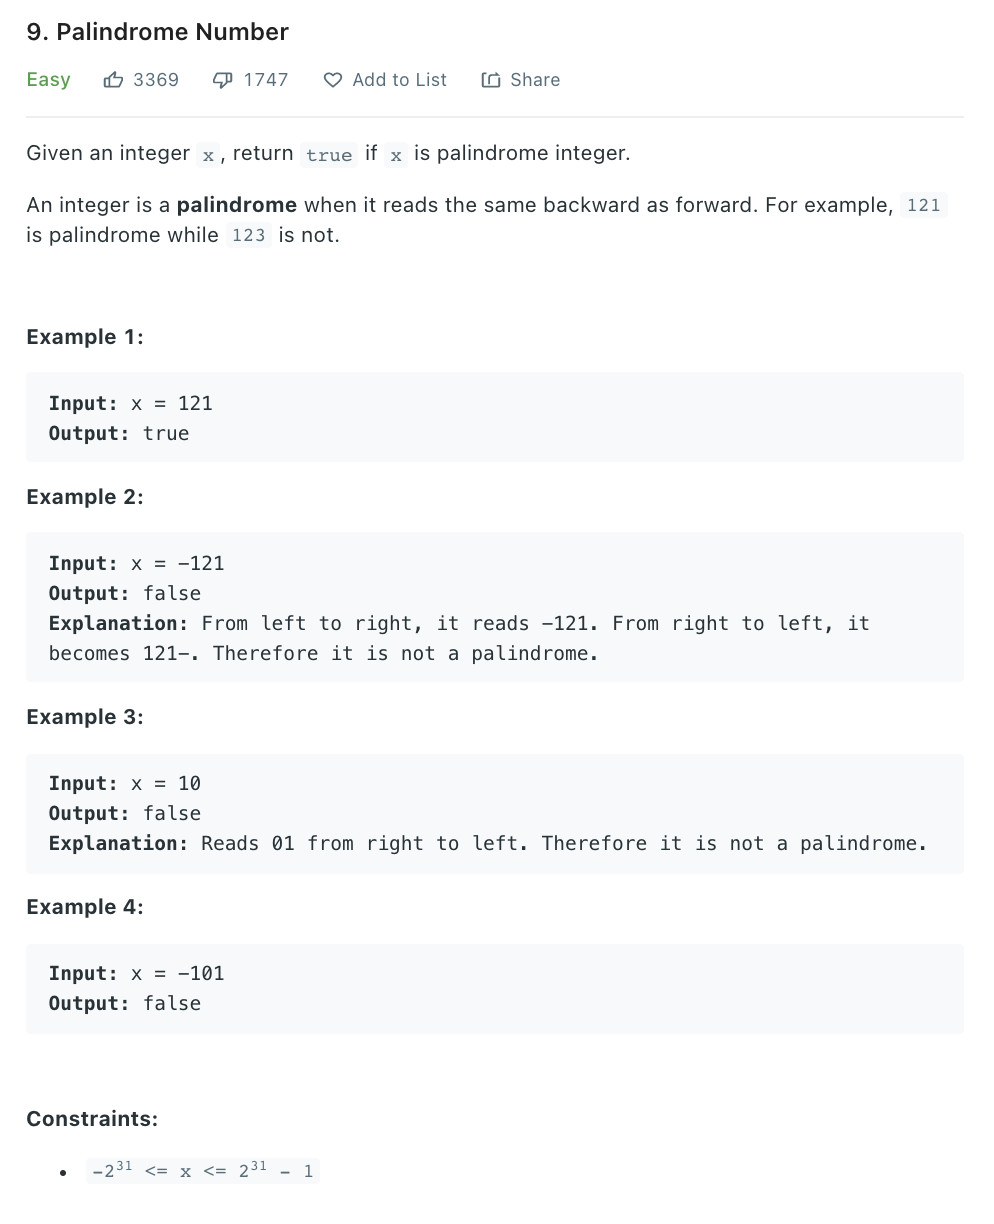 9. Palindrome Number
Easy 3369 1747 Add to List Share
Given an integer x, return true if x is palindrome integer.
An integer is a palindrome when it reads the same backward as forward. For example, 121
is palindrome while 123 is not.
Example 1:
Input: x = 121
Output: true
Example 2:
Input: x = −121
Output: false
Explanation: From left to right, it reads −121. From right to left, it
becomes 121−. Therefore it is not a palindrome.
Example 3:
Input: x = 10
Output: false
Explanation: Reads 01 from right to left. Therefore it is not a palindrome.
Example 4:
Input: x = −101
Output: false
Constraints:
• −2³¹ <= x <= 2³¹ − 1